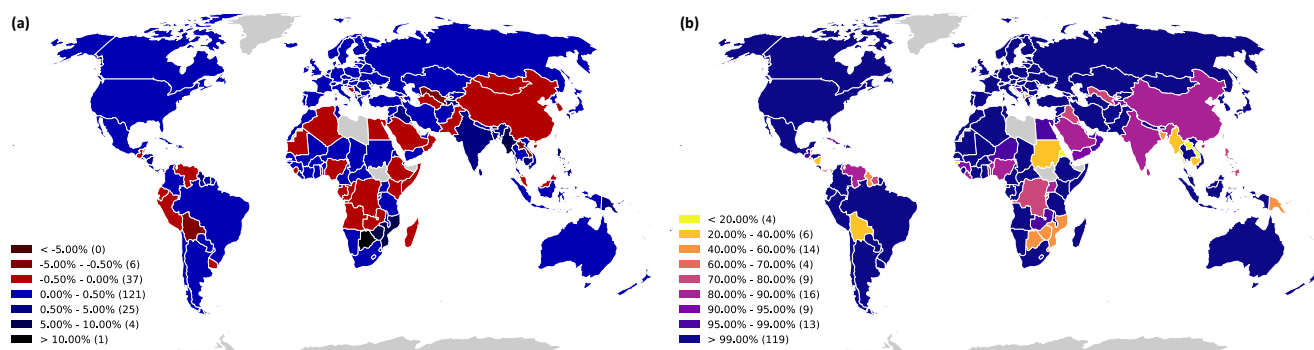 (a)
< -5.00% (0)
-5.00% - -0.50% (6)
-0.50% - 0.00% (37)
0.00% - 0.50% (121)
0.50% - 5.00% (25)
5.00% - 10.00% (4)
> 10.00% (1)
(b)
< 20.00% (4)
20.00% - 40.00% (6)
40.00% - 60.00% (14)
60.00% - 70.00% (4)
70.00% - 80.00% (9)
80.00% - 90.00% (16)
90.00% - 95.00% (9)
95.00% - 99.00% (13)
> 99.00% (119)